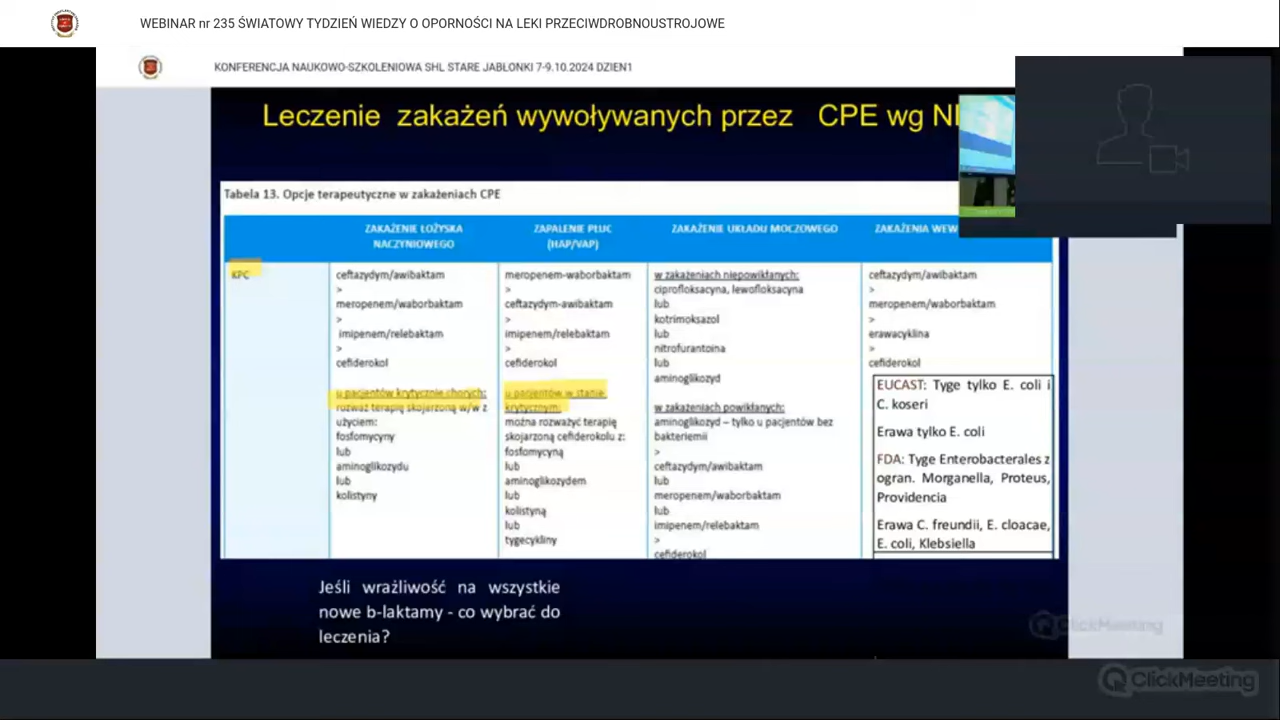 WEBINAR nr 235 ŚWIATOWY TYDZIEŃ WIEDZY O OPORNOŚCI NA LEKI PRZECIWDROBNOUSTROJOWE
KONFERENCJA NAUKOWO-SZKOLENIOWA SHL STARE JABŁONKI 7-9.10.2024 DZIEŃ1
Leczenie zakażeń wywoływanych przez CPE wg
Tabela 13. Opcje terapeutyczne w zakażeniach CPE
ZAKAŻENIE ŁOŻYSKA
NACZYNIOWEGO
ZAPALENIE PŁUC
(HAP/VAP)
ZAKAŻENIE UKŁADU MOCZOWEGO
ZAKAŻENIA
KPC
ceftazydym/awibaktam
>
meropenem/waborbaktam
>
imipenem/relebaktam
>
cefiderokol
u pacjentów krytycznie chorych:
rozważ terapię skojarzoną w/w z
użyciem:
fosfomycyny
lub
aminoglikozydu
lub
kolistyny
meropenem-waborbaktam
>
ceftazydym-awibaktam
>
imipenem/relebaktam
>
cefiderokol
u pacjentów w stanie
krytycznym:
można rozważyć terapię
skojarzoną cefiderokolu z:
fosfomycyną
lub
aminoglikozydem
lub
kolistyną
lub
tygecykliny
w zakażeniach niepowikłanych:
ciprofloksacyna, lewofloksacyna
lub
kotrimoksazol
lub
nitrofurantoina
lub
aminoglikozyd
w zakażeniach powikłanych:
aminoglikozyd – tylko u pacjentów bez
bakteriemii
>
ceftazydym/awibaktam
lub
meropenem/waborbaktam
lub
imipenem/relebaktam
>
cefiderokol
ceftazydym/awibaktam
>
meropenem/waborbaktam
>
erawacyklina
>
cefiderokol
EUCAST: Tyge tylko E. coli i
C. koseri
Erawa tylko E. coli
FDA: Tyge Enterobacterales z
ogran. Morganella, Proteus,
Providencia
Erawa C. freundii, E. cloacae,
E. coli, Klebsiella
Jeśli wrażliwość na wszystkie
nowe b-laktamy - co wybrać do
leczenia?
ClickMeeting
ClickMeeting